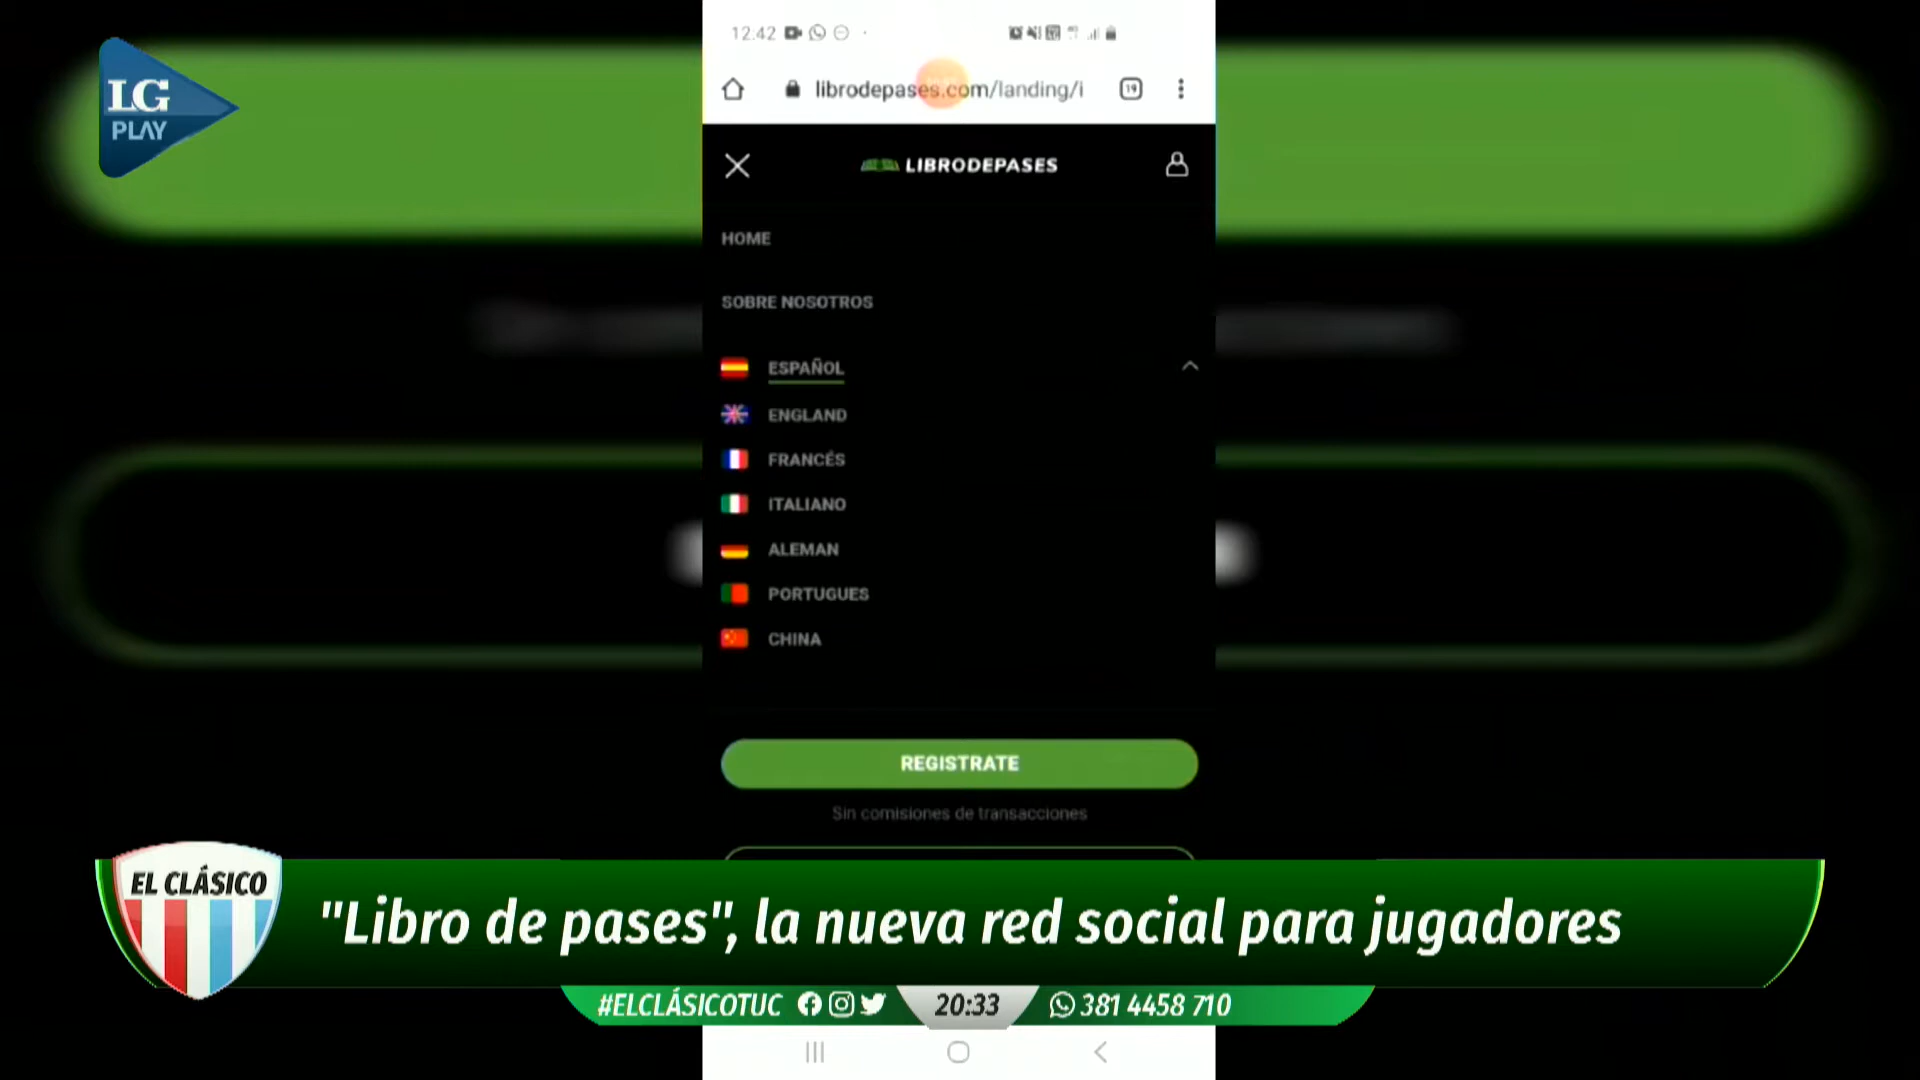 LG
PLAY
12:42
librodepases.com/landing/i
19
LIBRODEPASES
HOME
SOBRE NOSOTROS
ESPAÑOL
ENGLAND
FRANCÉS
ITALIANO
ALEMAN
PORTUGUES
CHINA
REGISTRATE
Sin comisiones de transacciones
EL CLÁSICO
"Libro de pases", la nueva red social para jugadores
#ELCLÁSICOTUC
20:33
381 4458 710